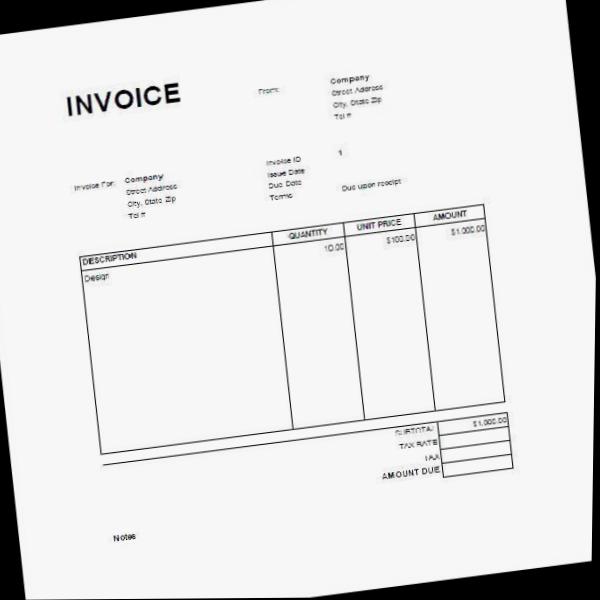 INVOICE
From:
Company
Street Address
City, State Zip
Tel #
Invoice For:
Company
Street Address
City, State Zip
Tel #
Invoice ID 1
Issue Date
Due Date
Terms Due upon receipt
DESCRIPTION QUANTITY UNIT PRICE AMOUNT
Design 10.00 $100.00 $1,000.00
SUBTOTAL $1,000.00
TAX RATE
TAX
AMOUNT DUE
Notes